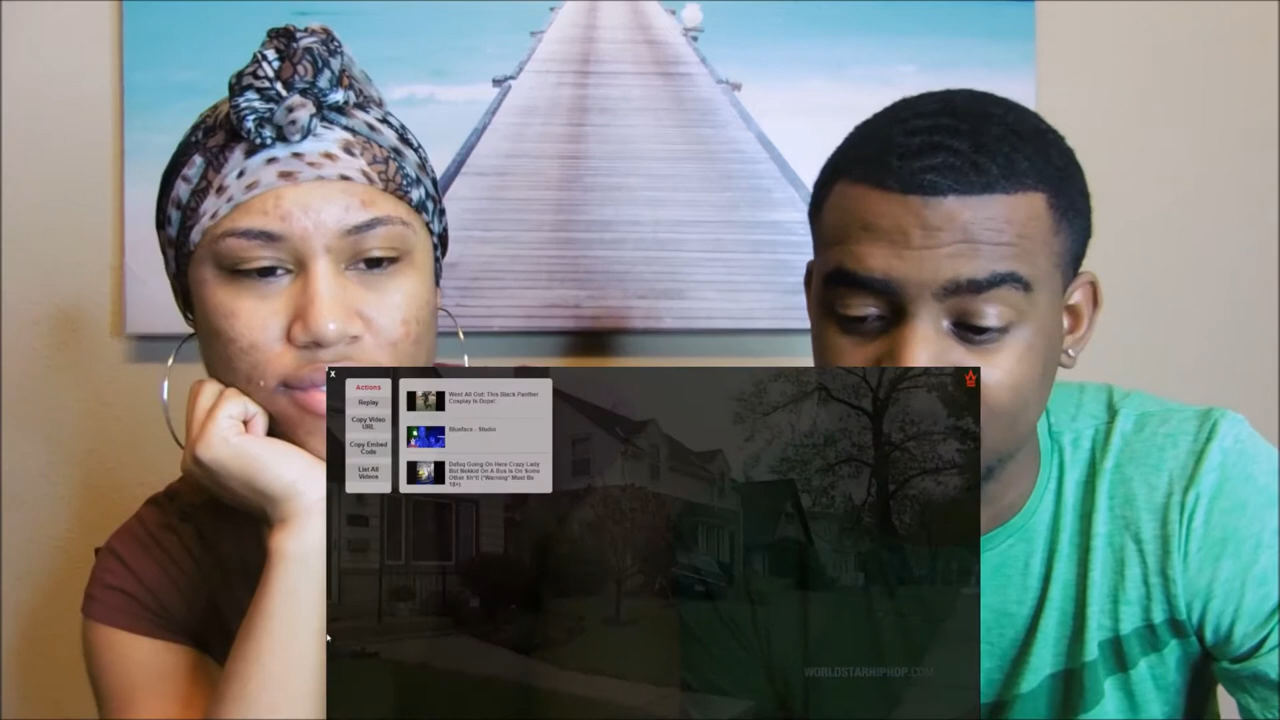 X
Actions
Replay
Copy Video
URL
Copy Embed
Code
List All
Videos
Went All Out: This Black Panther
Cosplay Is Dope!
Blueface - Studio
Dafuq Going On Here Crazy Lady
But Nekkid On A Bus Is On Some
Other Sh*t! (*Warning* Must Be
18+)
WORLDSTARHIPHOP.COM